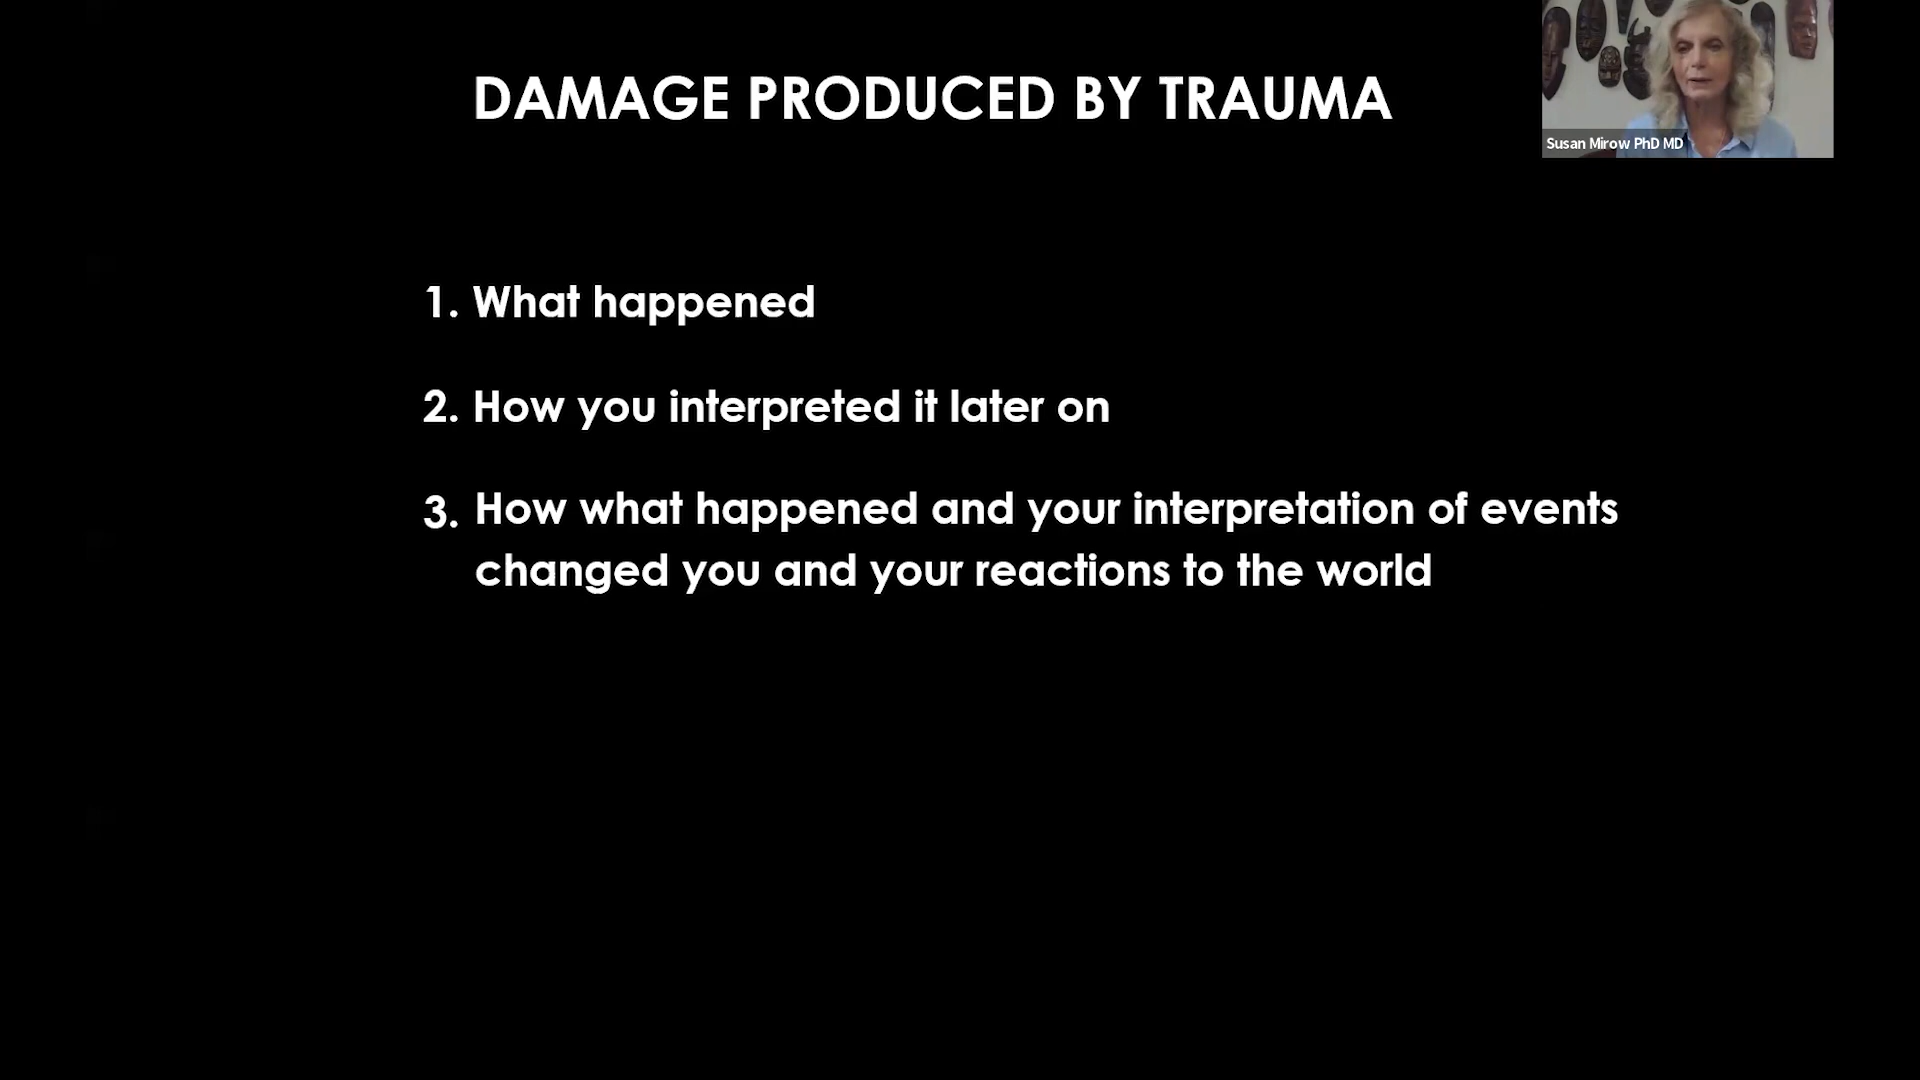 DAMAGE PRODUCED BY TRAUMA
Susan Mirow PhD MD
1. What happened
2. How you interpreted it later on
3. How what happened and your interpretation of events
changed you and your reactions to the world